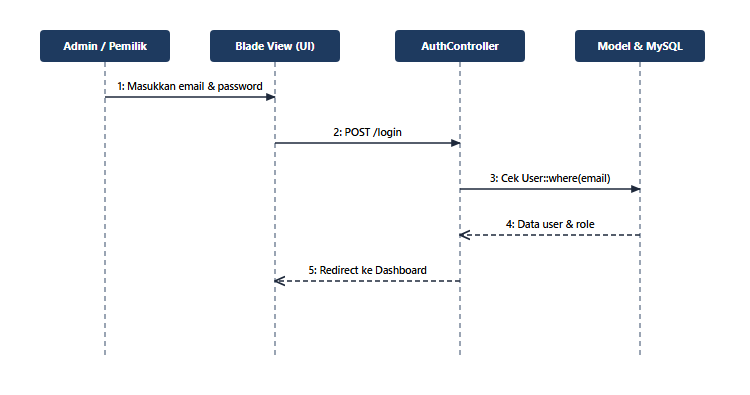 Admin / Pemilik
Blade View (UI)
AuthController
Model & MySQL
1: Masukkan email & password
2: POST /login
3: Cek User::where(email)
4: Data user & role
5: Redirect ke Dashboard